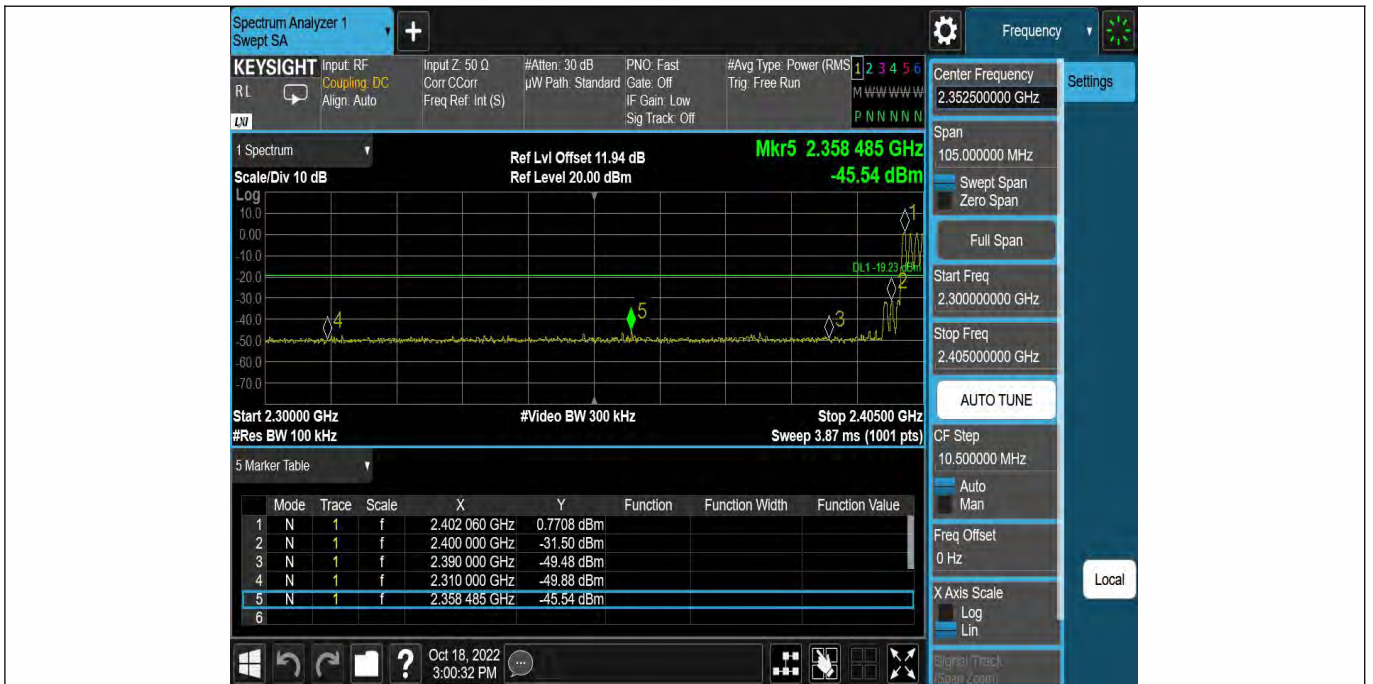 Spectrum Analyzer 1
Swept SA
+
Frequency
KEYSIGHT
RL
LXI
Input: RF
Coupling: DC
Align: Auto
Input Z: 50 Ω
Corr CCorr
Freq Ref: Int (S)
#Atten: 30 dB
µW Path: Standard
PNO: Fast
Gate: Off
IF Gain: Low
Sig Track: Off
#Avg Type: Power (RMS
Trig: Free Run
1 2 3 4 5 6
M W W W W W
P N N N N N
1 Spectrum
Scale/Div 10 dB
Ref Lvl Offset 11.94 dB
Ref Level 20.00 dBm
Mkr5 2.358 485 GHz
-45.54 dBm
Log
10.0
0.00
-10.0
-20.0
-30.0
-40.0
-50.0
-60.0
-70.0
1
DL1 -19.23 dBm
2
3
4
5
Start 2.30000 GHz
#Video BW 300 kHz
Stop 2.40500 GHz
#Res BW 100 kHz
Sweep 3.87 ms (1001 pts)
5 Marker Table
Mode Trace Scale X Y Function Function Width Function Value
1 N 1 f 2.402 060 GHz 0.7708 dBm
2 N 1 f 2.400 000 GHz -31.50 dBm
3 N 1 f 2.390 000 GHz -49.48 dBm
4 N 1 f 2.310 000 GHz -49.88 dBm
5 N 1 f 2.358 485 GHz -45.54 dBm
6
?
Oct 18, 2022
3:00:32 PM
Center Frequency
2.352500000 GHz
Settings
Span
105.000000 MHz
Swept Span
Zero Span
Full Span
Start Freq
2.300000000 GHz
Stop Freq
2.405000000 GHz
AUTO TUNE
CF Step
10.500000 MHz
Auto
Man
Freq Offset
0 Hz
Local
X Axis Scale
Log
Lin
Signal Track
(Span Zoom)